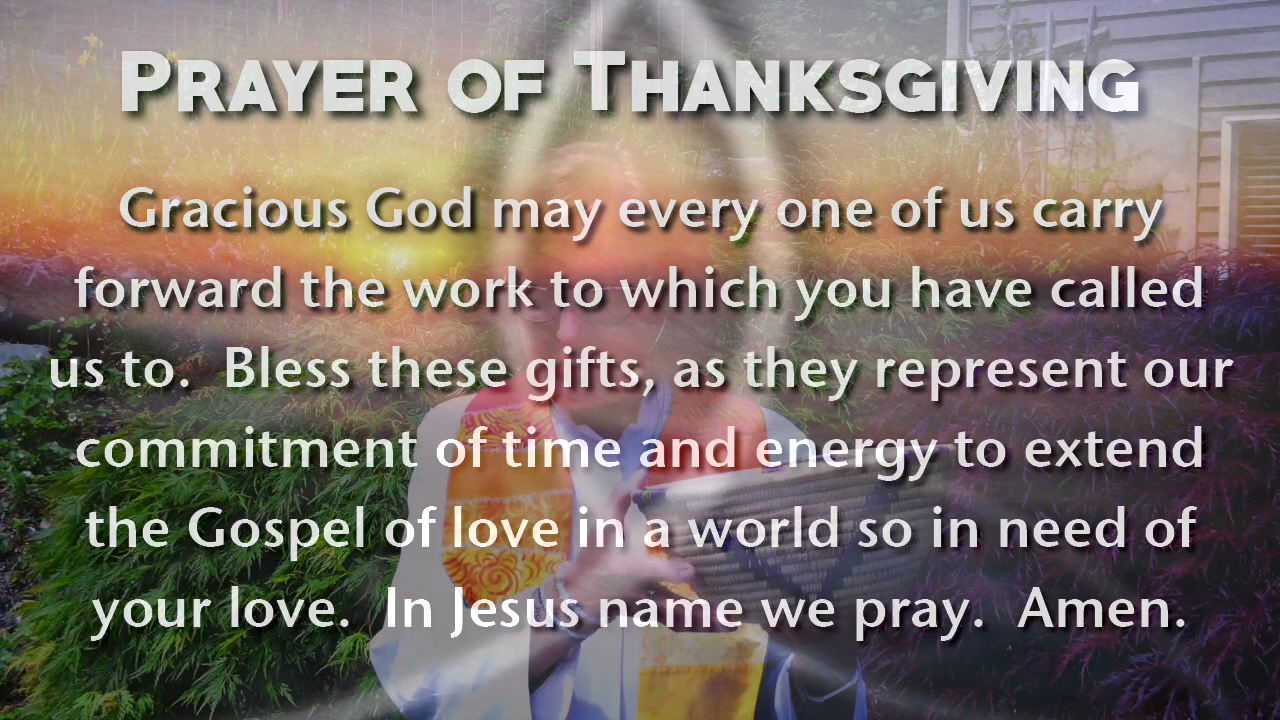 PRAYER OF THANKSGIVING
Gracious God may every one of us carry
forward the work to which you have called
us to.  Bless these gifts, as they represent our
commitment of time and energy to extend
the Gospel of love in a world so in need of
your love.  In Jesus name we pray.  Amen.